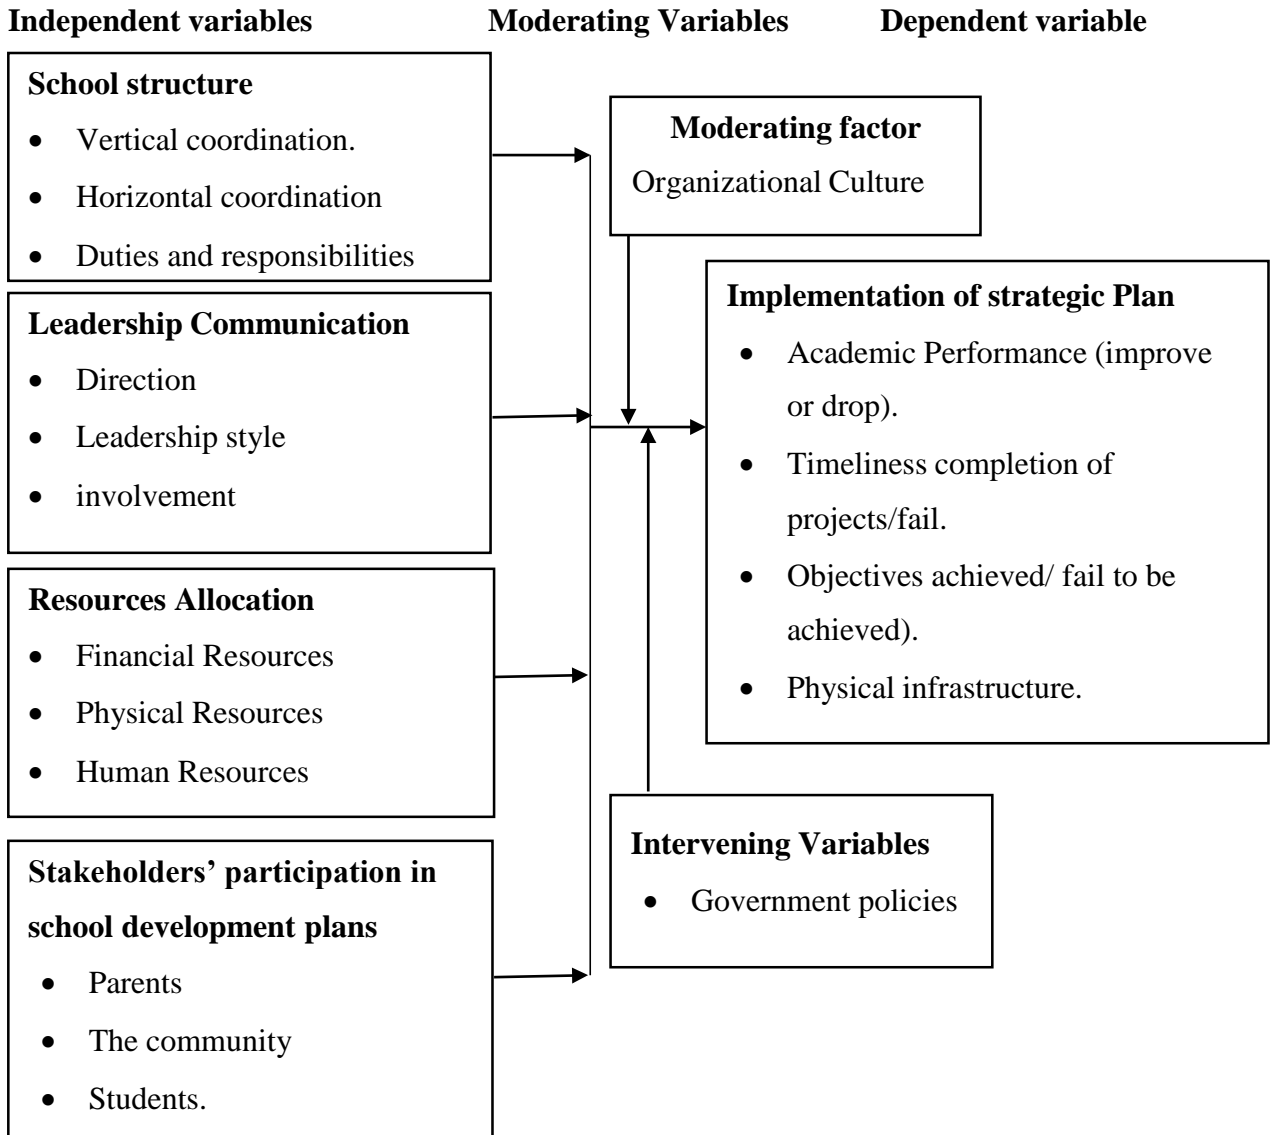 Independent variables
Moderating Variables
Dependent variable
School structure
• Vertical coordination.
• Horizontal coordination
• Duties and responsibilities
Leadership Communication
• Direction
• Leadership style
• involvement
Resources Allocation
• Financial Resources
• Physical Resources
• Human Resources
Stakeholders’ participation in
school development plans
• Parents
• The community
• Students.
Moderating factor
Organizational Culture
Intervening Variables
• Government policies
Implementation of strategic Plan
• Academic Performance (improve
or drop).
• Timeliness completion of
projects/fail.
• Objectives achieved/ fail to be
achieved).
• Physical infrastructure.